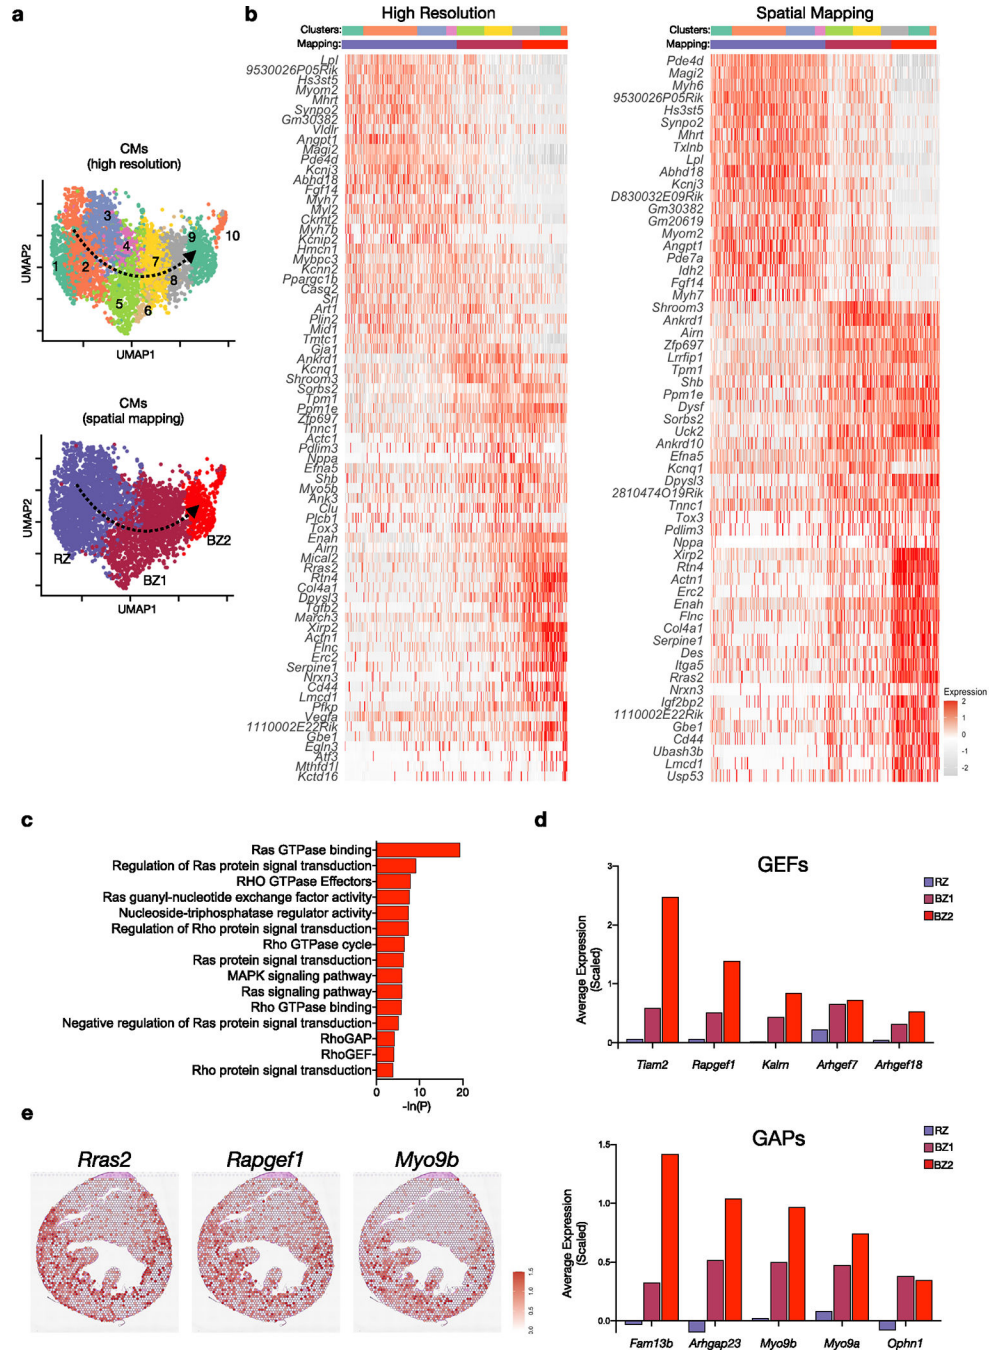 a
CMs
(high resolution)
UMAP2
1
2
3
4
5
6
7
8
9
10
UMAP1
CMs
(spatial mapping)
UMAP2
RZ
BZ1
BZ2
UMAP1
b
High Resolution
Clusters:
Mapping:
Lpl
9530026P05Rik
Hs3st5
Myom2
Mhrt
Synpo2
Gm30382
Vldlr
Angpt1
Magi2
Pde4d
Kcnj3
Abhd18
Fgf14
Myh7
Myl2
Ckmt2
Myh7b
Kcnip2
Hmcn1
Mybpc3
Kcnn2
Ppargc1b
Casq2
Srl
Art1
Plin2
Mid1
Tmtc1
Gja1
Ankrd1
Kcnq1
Shroom3
Sorbs2
Tpm1
Ppm1e
Zfp697
Tnnc1
Actc1
Pdlim3
Nppa
Efna5
Shb
Myo5b
Ank3
Clu
Plcb1
Tox3
Enah
Airn
Mical2
Rras2
Rtn4
Col4a1
Dpysl3
Tgfb2
March3
Xirp2
Actn1
Flnc
Erc2
Serpine1
Nrxn3
Cd44
Lmcd1
Pfkp
Vegfa
1110002E22Rik
Gbe1
Egln3
Atf3
Mthfd1l
Kctd16
Spatial Mapping
Clusters:
Mapping:
Pde4d
Magi2
Myh6
9530026P05Rik
Hs3st5
Synpo2
Mhrt
Txlnb
Lpl
Abhd18
Kcnj3
D830032E09Rik
Gm30382
Gm20619
Myom2
Angpt1
Pde7a
Idh2
Fgf14
Myh7
Shroom3
Ankrd1
Airn
Zfp697
Lrrfip1
Tpm1
Shb
Ppm1e
Dysf
Sorbs2
Uck2
Ankrd10
Efna5
Kcnq1
Dpysl3
2810474O19Rik
Tnnc1
Tox3
Pdlim3
Nppa
Xirp2
Rtn4
Actn1
Erc2
Enah
Flnc
Col4a1
Serpine1
Des
Itga5
Rras2
Nrxn3
Igf2bp2
1110002E22Rik
Gbe1
Cd44
Ubash3b
Lmcd1
Usp53
Expression
2
1
0
-1
-2
c
Ras GTPase binding
Regulation of Ras protein signal transduction
RHO GTPase Effectors
Ras guanyl-nucleotide exchange factor activity
Nucleoside-triphosphatase regulator activity
Regulation of Rho protein signal transduction
Rho GTPase cycle
Ras protein signal transduction
MAPK signaling pathway
Ras signaling pathway
Rho GTPase binding
Negative regulation of Ras protein signal transduction
RhoGAP
RhoGEF
Rho protein signal transduction
0 10 20
-ln(P)
d
GEFs
RZ
BZ1
BZ2
Average Expression
(Scaled)
3
2
1
0
Tiam2 Rapgef1 Kalrn Arhgef7 Arhgef18
GAPs
RZ
BZ1
BZ2
Average Expression
(Scaled)
1.5
1.0
0.5
0.0
Fam13b Arhgap23 Myo9b Myo9a Ophn1
e
Rras2 Rapgef1 Myo9b
1.5
1.0
0.5
0.0